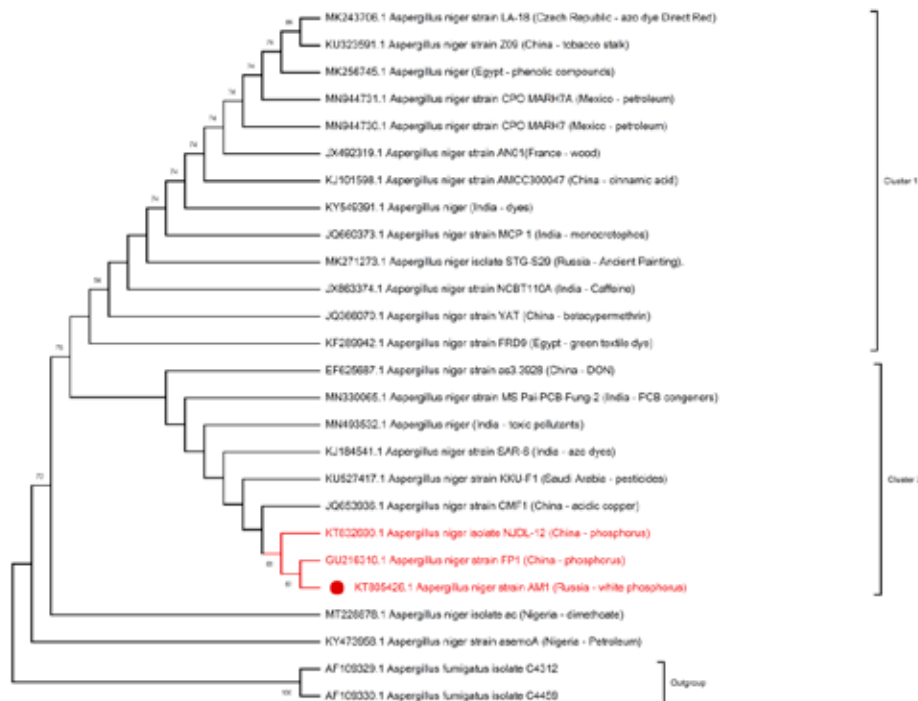 MK243706.1 Aspergillus niger strain LA-18 (Czech Republic - azo dye Direct Red)
KU323591.1 Aspergillus niger strain Z09 (China - tobacco stalk)
MK256745.1 Aspergillus niger (Egypt - phenolic compounds)
MN944731.1 Aspergillus niger strain CPO MARH7A (Mexico - petroleum)
MN944730.1 Aspergillus niger strain CPO MARH7 (Mexico - petroleum)
JX492319.1 Aspergillus niger strain ANC1(France - wood)
KJ101598.1 Aspergillus niger strain AMCC300047 (China - cinnamic acid)
KY549391.1 Aspergillus niger (India - dyes)
JQ660373.1 Aspergillus niger strain MCP 1 (India - monocrotophos)
MK271273.1 Aspergillus niger isolate STG-S29 (Russia - Ancient Painting).
JX863374.1 Aspergillus niger strain NCBT110A (India - Caffeine)
JQ366070.1 Aspergillus niger strain YAT (China - betacypermethrin)
KF289942.1 Aspergillus niger strain FRD9 (Egypt - green textile dye)
Cluster 1
EF625687.1 Aspergillus niger strain as3.3928 (China - DON)
MN330065.1 Aspergillus niger strain MS Pai-PCB Fung-2 (India - PCB congeners)
MN493532.1 Aspergillus niger (India - toxic pollutants)
KJ184541.1 Aspergillus niger strain SAR-6 (India - azo dyes)
KU527417.1 Aspergillus niger strain KKU-F1 (Saudi Arabia - pesticides)
Cluster
Aspergillus niger strain CMF1 (China - acidic copper)
Aspergillus niger isolate NJDL-12 (China - phosphorus)
GU216310.1 Aspergillus niger strain FP1 (China - phosphorus)
KT805426.1 Aspergillus niger strain AM1 (Russia - white phosphorus)
Aspergillus niger isolate ac (Nigeria - dimethoate)
Aspergillus niger strain asemoA (Nigeria - Petroleum)
AF109329.1 Aspergillus fumigatus isolate C4312
AF109330.1 Aspergillus fumigatus isolate C4459
Outgroup
74
74
74
74
74
100